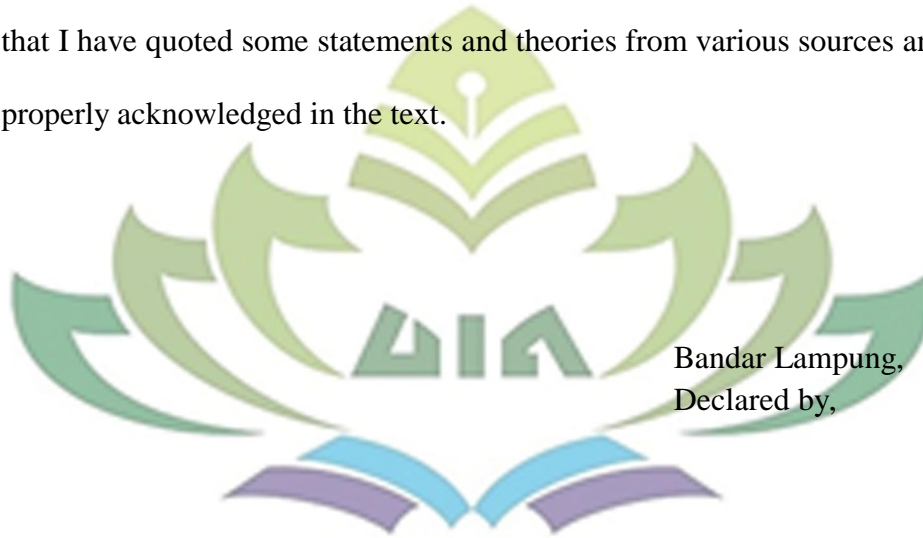 that I have quoted some statements and theories from various sources
properly acknowledged in the text.
UIN
Bandar Lampung,
Declared by,